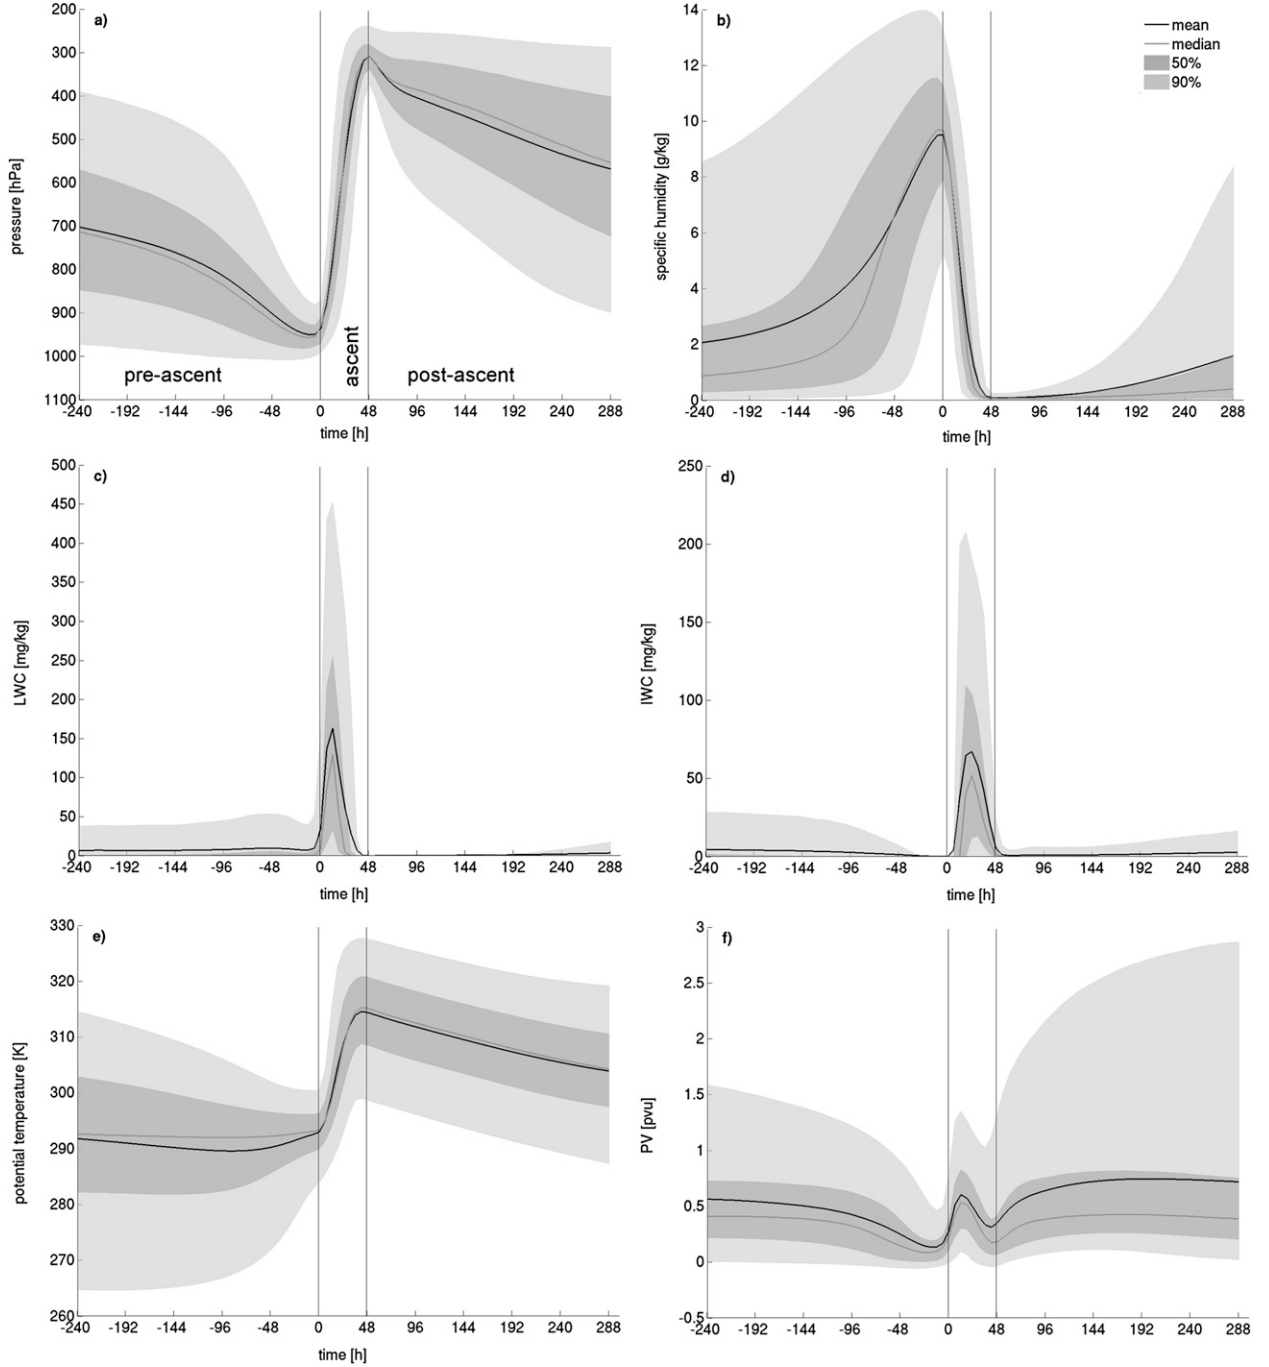 a)
200
300
400
500
600
700
800
900
1000
1100
pressure [hPa]
pre-ascent
ascent
post-ascent
-240 -192 -144 -96 -48 0 48 96 144 192 240 288
time [h]
b)
14
12
10
8
6
4
2
0
specific humidity [g/kg]
mean
median
50%
90%
-240 -192 -144 -96 -48 0 48 96 144 192 240 288
time [h]
c)
500
450
400
350
300
250
200
150
100
50
0
LWC [mg/kg]
-240 -192 -144 -96 -48 0 48 96 144 192 240 288
time [h]
d)
250
200
150
100
50
0
IWC [mg/kg]
-240 -192 -144 -96 -48 0 48 96 144 192 240 288
time [h]
e)
330
320
310
300
290
280
270
260
potential temperature [K]
-240 -192 -144 -96 -48 0 48 96 144 192 240 288
time [h]
f)
3
2.5
2
1.5
1
0.5
0
-0.5
PV [pvu]
-240 -192 -144 -96 -48 0 48 96 144 192 240 288